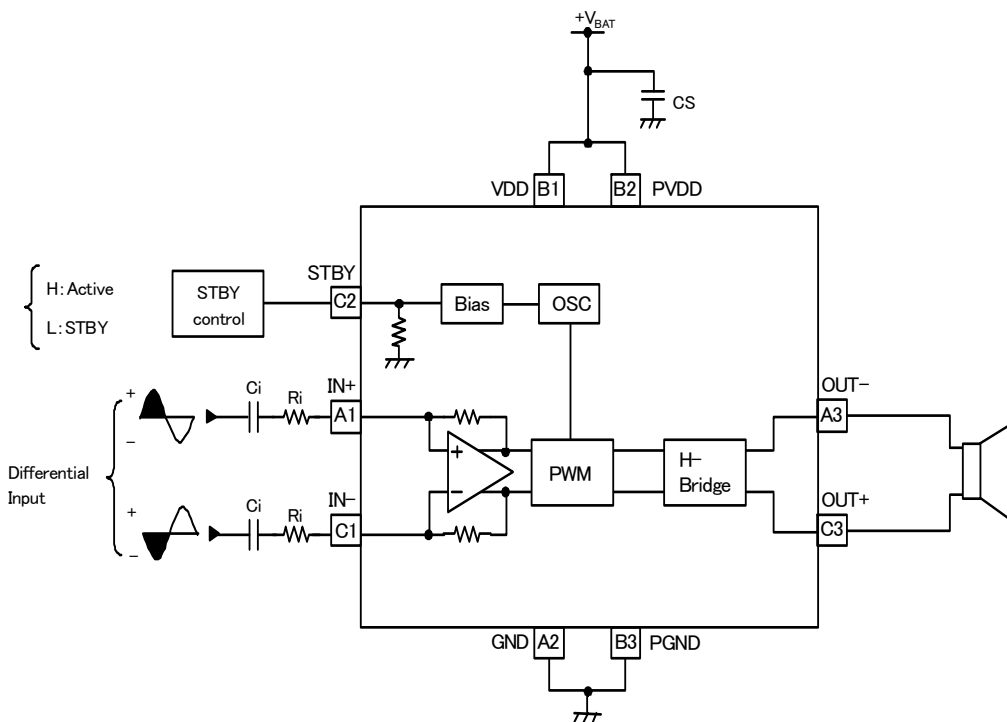 +VBAT
CS
VDD
B1
B2
PVDD
STBY
H:Active
L:STBY
STBY
control
C2
Bias
OSC
+
−
Differential
Input
Ci
Ri
IN+
A1
+
−
PWM
H-
Bridge
OUT-
A3
+
−
Ci
Ri
IN-
C1
OUT+
C3
GND
A2
B3
PGND